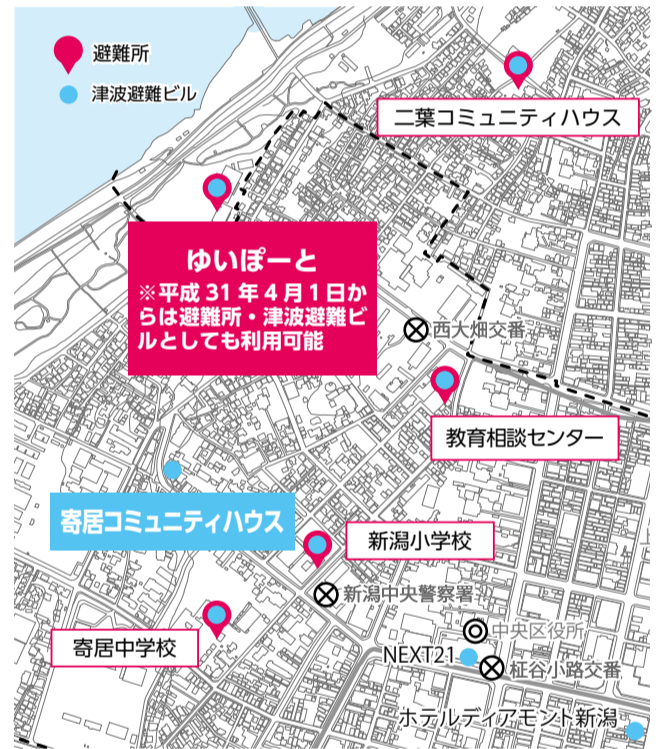 避難所
津波避難ビル
二葉コミュニティハウス
ゆいぽーと
※平成 31 年 4 月 1 日か
らは避難所・津波避難ビ
ルとしても利用可能
西大畑交番
教育相談センター
寄居コミュニティハウス
新潟小学校
新潟中央警察署
寄居中学校
中央区役所
NEXT21
柾谷小路交番
ホテルディアモント新潟